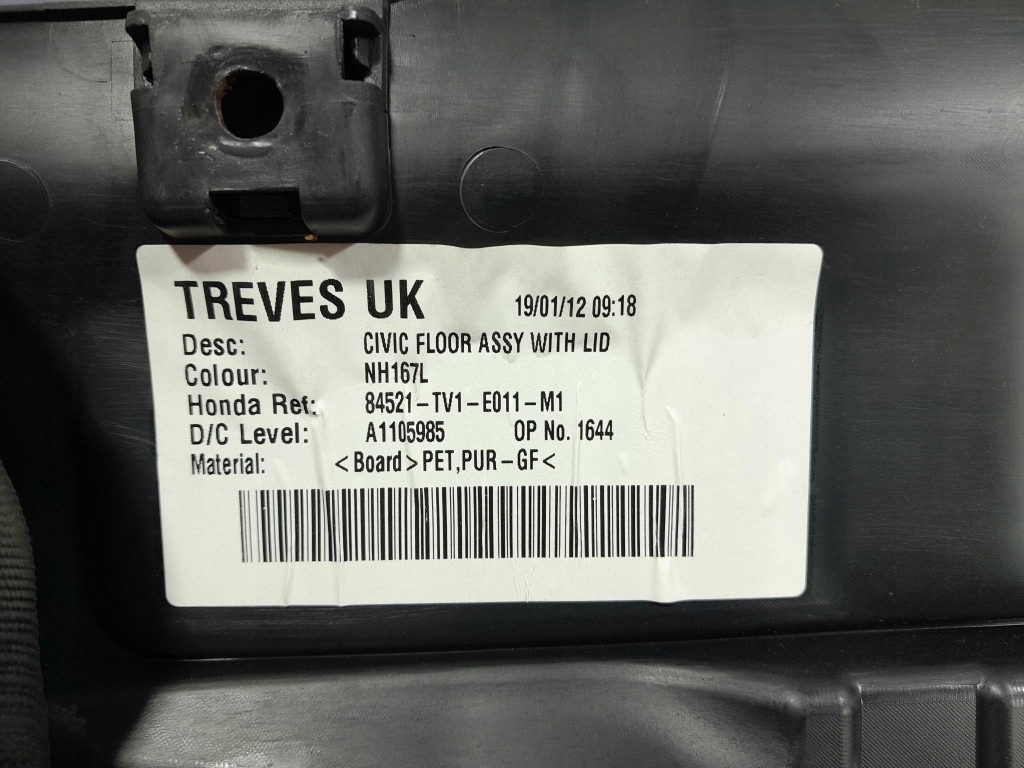 TREVES UK 19/01/12 09:18
Desc: CIVIC FLOOR ASSY WITH LID
Colour: NH167L
Honda Ref: 84521-TV1-E011-M1
D/C Level: A1105985 OP No. 1644
Material: <Board>PET,PUR-GF<